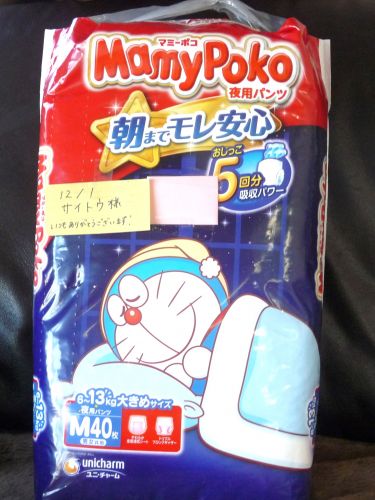 マミーポコ
MamyPoko
夜用パンツ
朝までモレ安心
おしっこ
5回分
吸収パワー
12/1
サイトウ様
いつもありがとうございます!
6~13kg大きめサイズ
夜用パンツ
M40枚
男女共用
unicharm
ユニ・チャーム